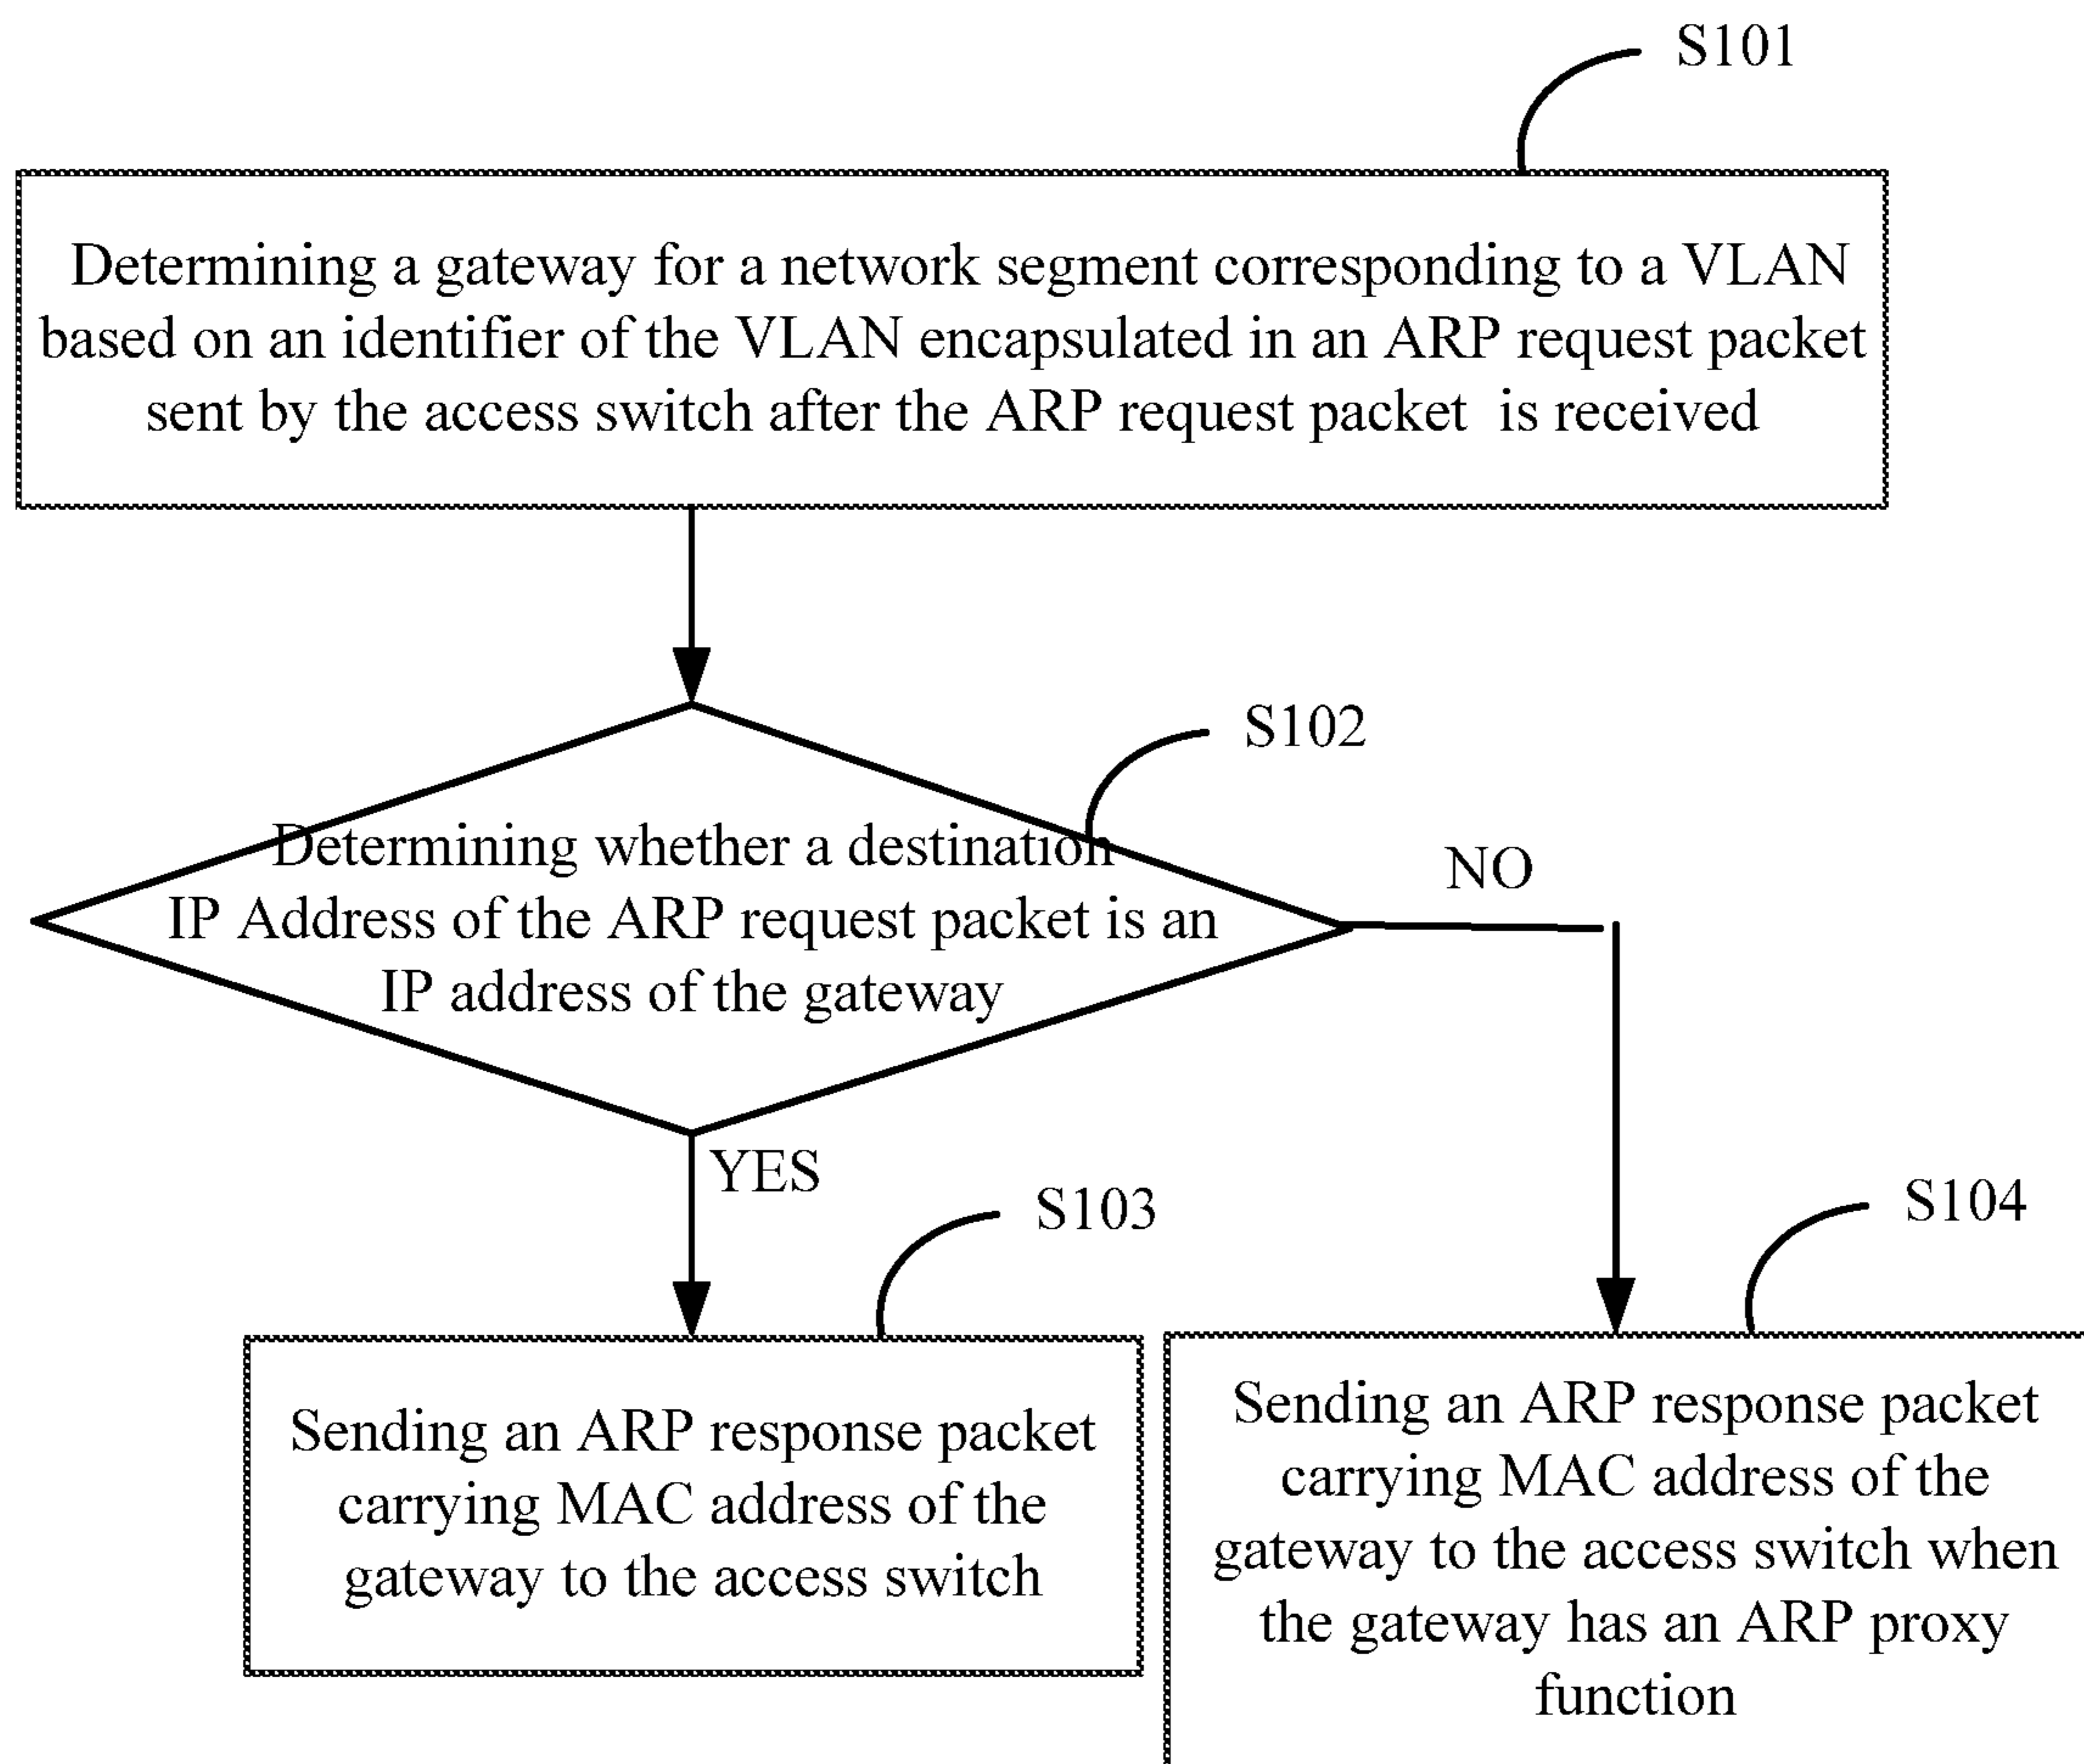 S101
Determining a gateway for a network segment corresponding to a VLAN
based on an identifier of the VLAN encapsulated in an ARP request packet
sent by the access switch after the ARP request packet is received
S102
Determining whether a destination
IP Address of the ARP request packet is an
IP address of the gateway
NO
YES
S103
Sending an ARP response packet
carrying MAC address of the
gateway to the access switch
S104
Sending an ARP response packet
carrying MAC address of the
gateway to the access switch when
the gateway has an ARP proxy
function